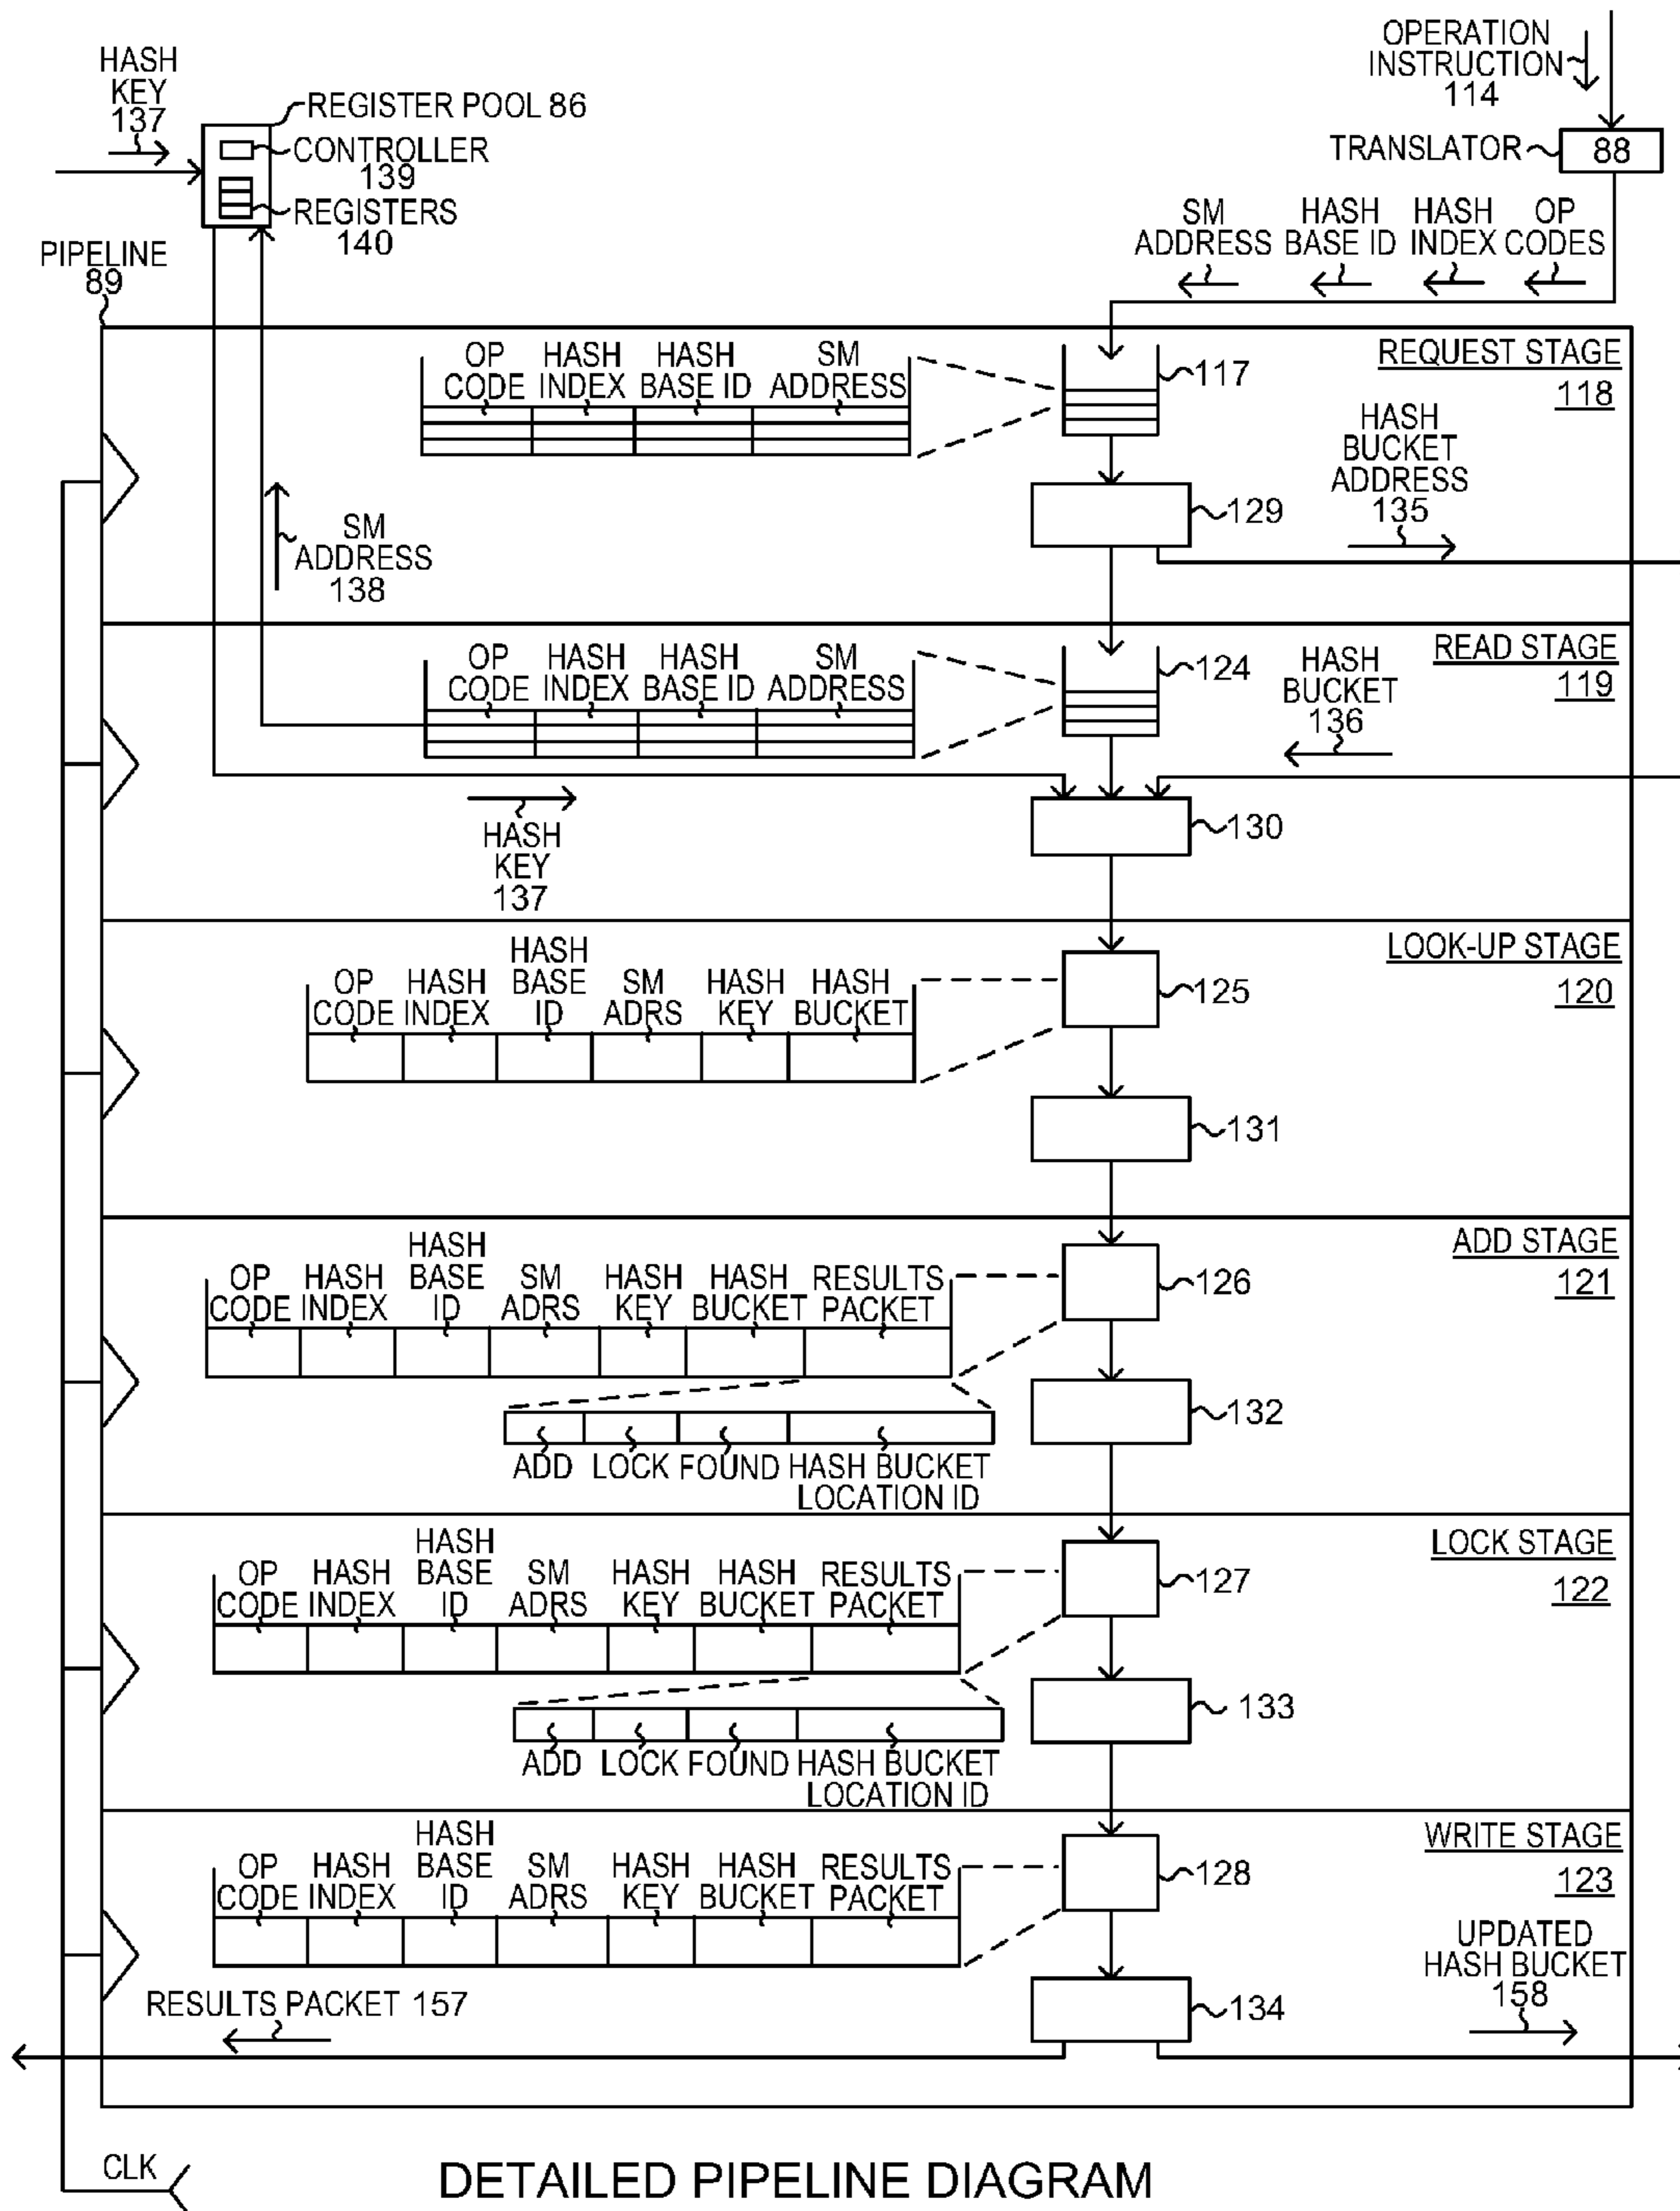 HASH
KEY
137
REGISTER POOL 86
CONTROLLER
139
REGISTERS
140
OPERATION
INSTRUCTION
114
TRANSLATOR
88
SM
ADDRESS
HASH
BASE ID
HASH
INDEX
OP
CODES
PIPELINE
89
OP
CODE
HASH
INDEX
HASH
BASE ID
SM
ADDRESS
117
REQUEST STAGE
118
HASH
BUCKET
ADDRESS
135
129
SM
ADDRESS
138
OP
CODE
HASH
INDEX
HASH
BASE ID
SM
ADDRESS
124
READ STAGE
119
HASH
BUCKET
136
130
HASH
KEY
137
LOOK-UP STAGE
120
OP
CODE
HASH
INDEX
HASH
BASE
ID
SM
ADRS
HASH
KEY
HASH
BUCKET
125
131
ADD STAGE
121
OP
CODE
HASH
INDEX
HASH
BASE
ID
SM
ADRS
HASH
KEY
HASH
BUCKET
RESULTS
PACKET
126
132
ADD
LOCK
FOUND
HASH BUCKET
LOCATION ID
LOCK STAGE
122
OP
CODE
HASH
INDEX
HASH
BASE
ID
SM
ADRS
HASH
KEY
HASH
BUCKET
RESULTS
PACKET
127
133
ADD
LOCK
FOUND
HASH BUCKET
LOCATION ID
WRITE STAGE
123
OP
CODE
HASH
INDEX
HASH
BASE
ID
SM
ADRS
HASH
KEY
HASH
BUCKET
RESULTS
PACKET
128
UPDATED
HASH BUCKET
158
134
RESULTS PACKET 157
CLK
DETAILED PIPELINE DIAGRAM